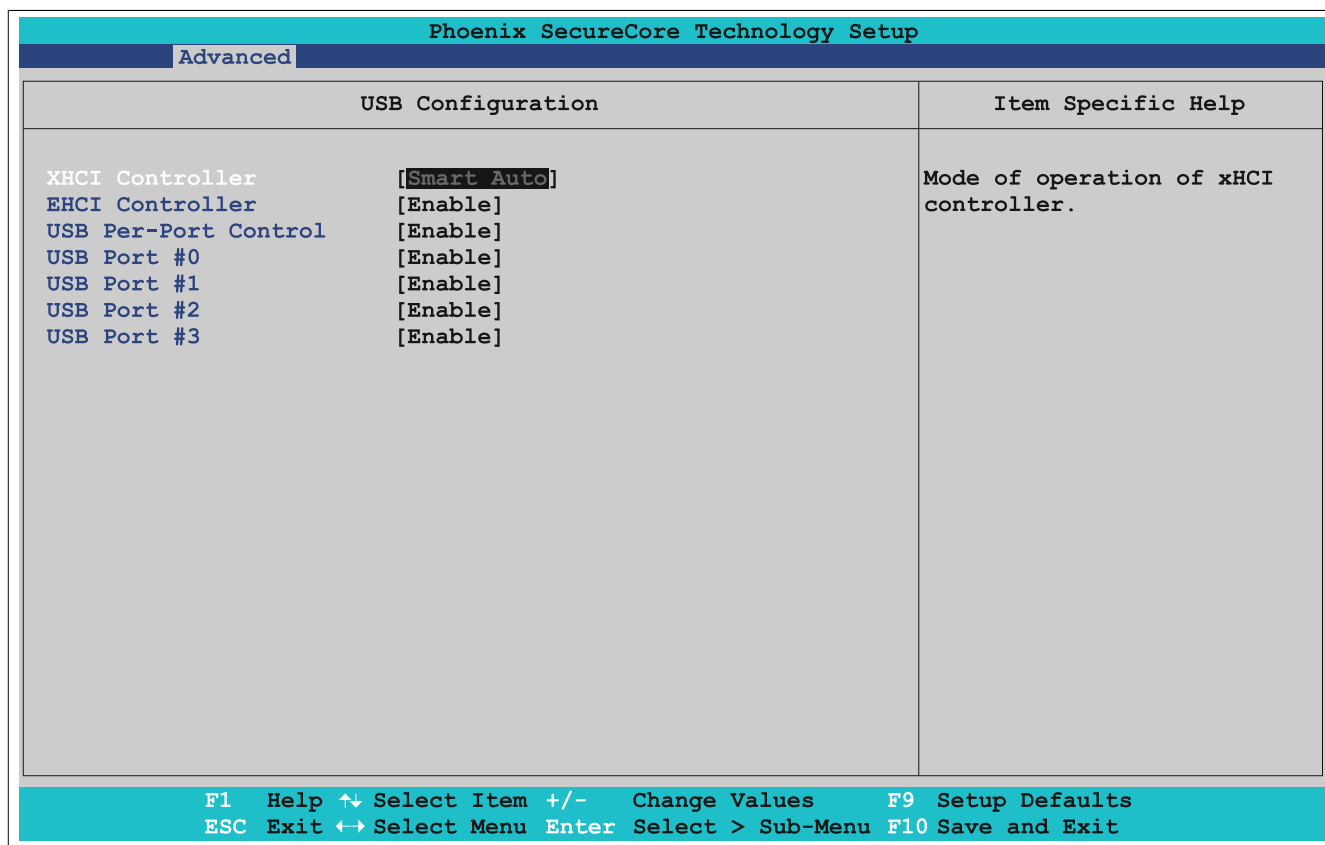 Phoenix SecureCore Technology Setup
Advanced
USB Configuration
Item Specific Help
XHCI Controller [Smart Auto]
EHCI Controller [Enable]
USB Per-Port Control [Enable]
USB Port #0 [Enable]
USB Port #1 [Enable]
USB Port #2 [Enable]
USB Port #3 [Enable]
Mode of operation of xHCI
controller.
F1 Help ↑↓ Select Item +/- Change Values F9 Setup Defaults
ESC Exit ←→ Select Menu Enter Select > Sub-Menu F10 Save and Exit